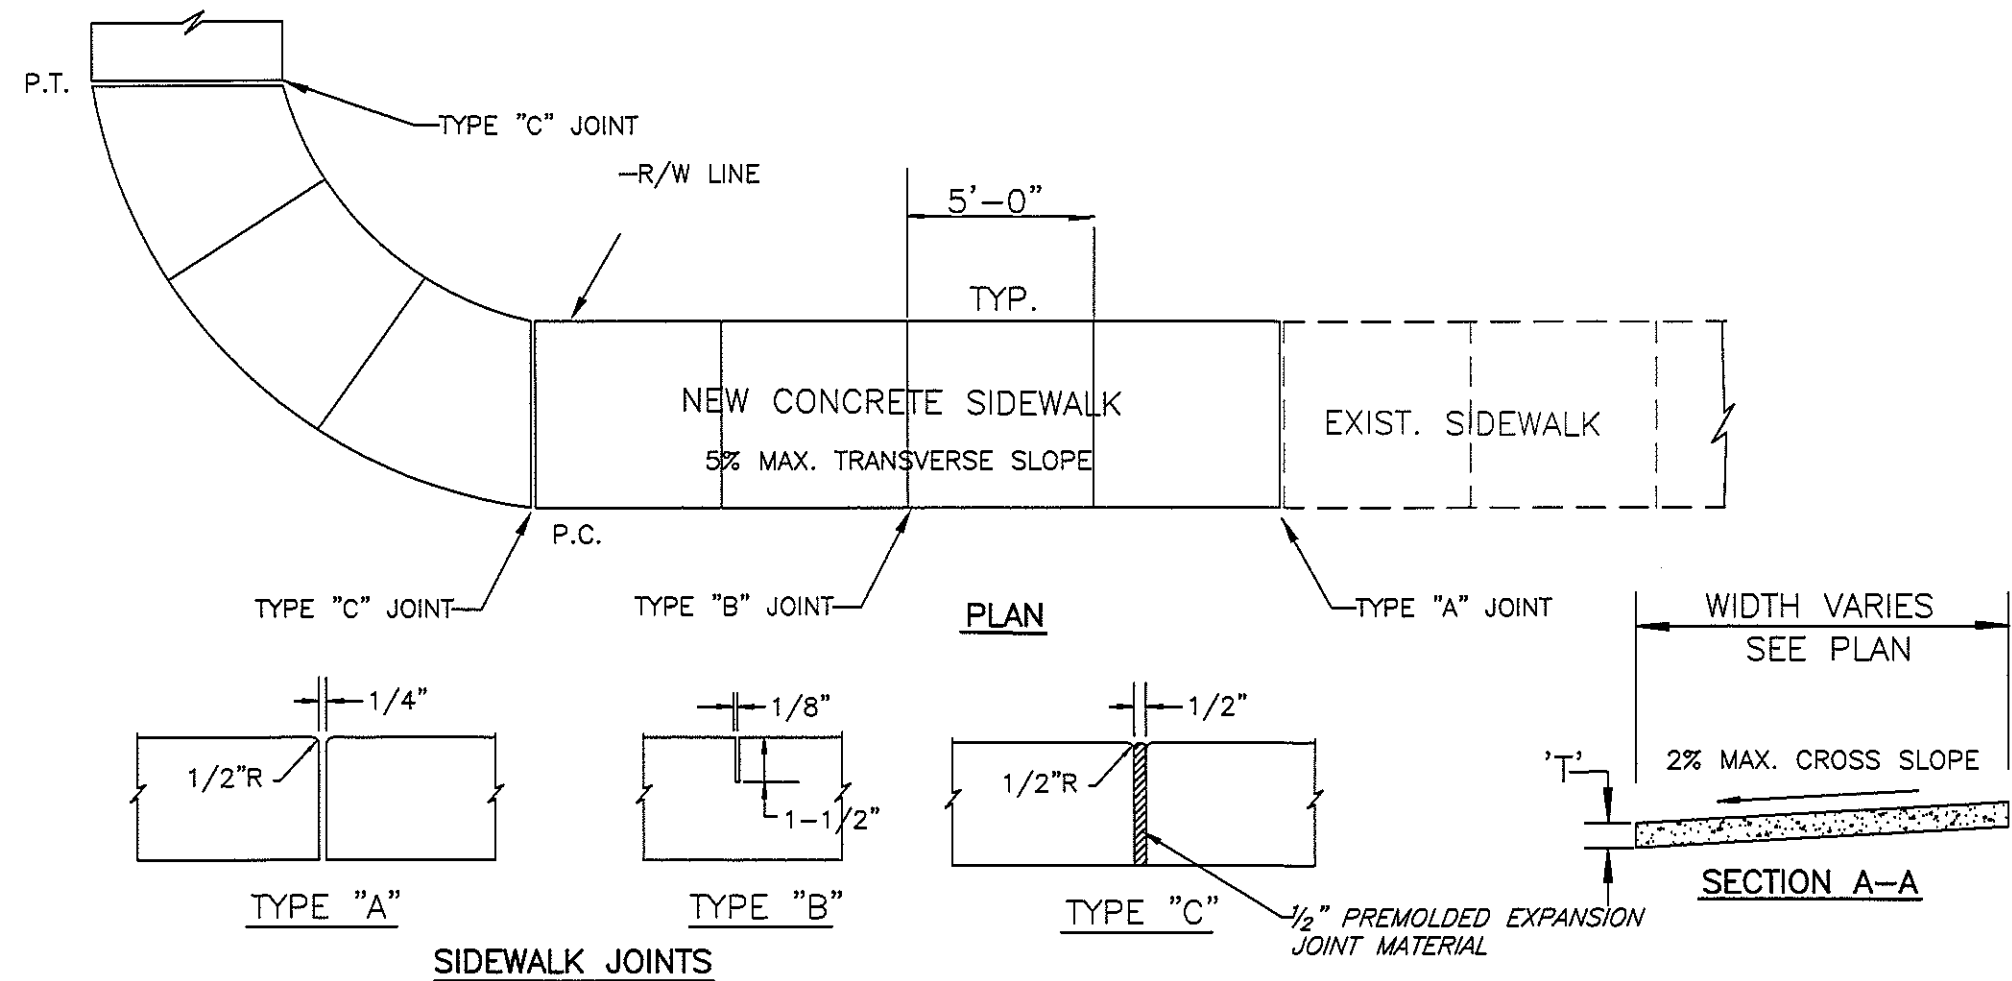 P.T.
TYPE "C" JOINT
R/W LINE
5'-0"
TYP.
NEW CONCRETE SIDEWALK
5% MAX. TRANSVERSE SLOPE
EXIST. SIDEWALK
P.C.
TYPE "C" JOINT
TYPE "B" JOINT
PLAN
TYPE "A" JOINT
WIDTH VARIES
SEE PLAN
1/4"
1/2"R
TYPE "A"
1/8"
1-1/2"
TYPE "B"
1/2"
1/2"R
TYPE "C"
1/2" PREMOLDED EXPANSION
JOINT MATERIAL
'T'
2% MAX. CROSS SLOPE
SECTION A-A
SIDEWALK JOINTS